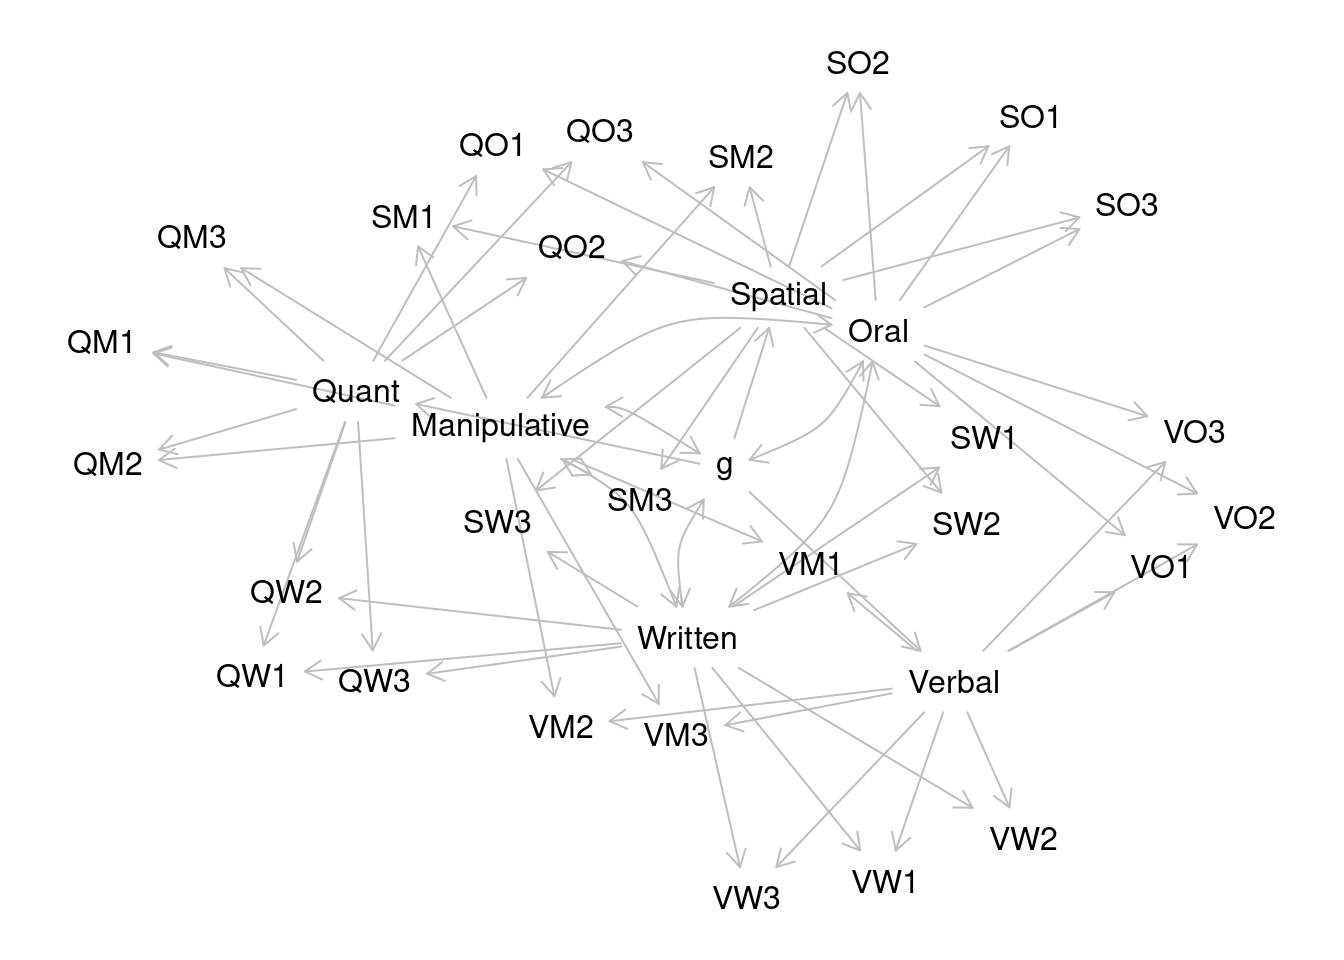 SO2
SO1
QO3
QO1
SM2
SO3
SM1
QM3
QO2
Spatial
Oral
QM1
Quant
Manipulative
VO3
SW1
g
QM2
SM3
VO2
SW3
SW2
VM1
VO1
QW2
Written
QW1
QW3
Verbal
VM2
VM3
VW2
VW1
VW3